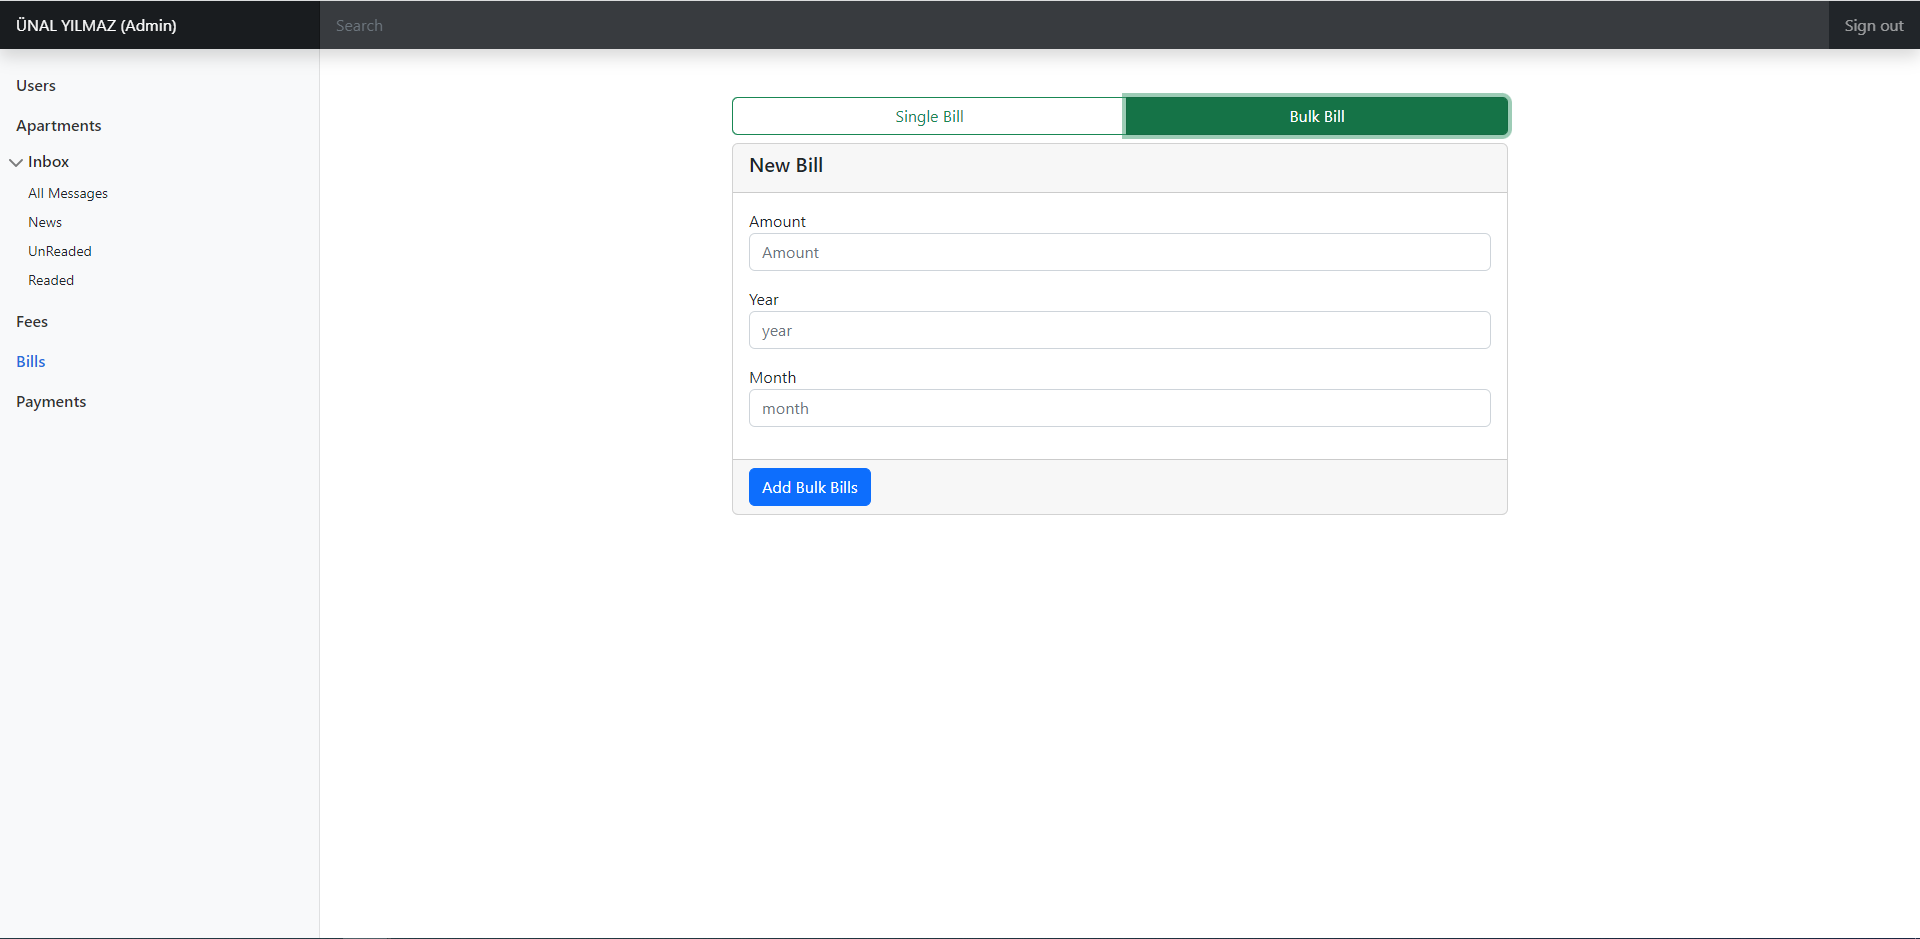 ÜNAL YILMAZ (Admin)
Search
Sign out
Users
Apartments
Inbox
All Messages
News
UnReaded
Readed
Fees
Bills
Payments
Single Bill
Bulk Bill
New Bill
Amount
Amount
Year
year
Month
month
Add Bulk Bills